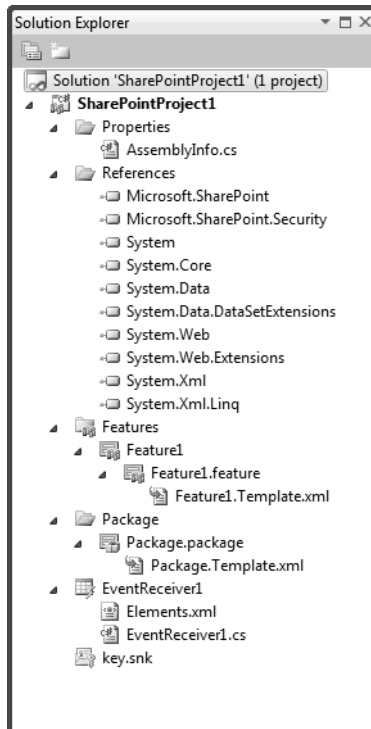 Solution Explorer
Solution 'SharePointProject1' (1 project)
SharePointProject1
Properties
AssemblyInfo.cs
References
Microsoft.SharePoint
Microsoft.SharePoint.Security
System
System.Core
System.Data
System.Data.DataSetExtensions
System.Web
System.Web.Extensions
System.Xml
System.Xml.Linq
Features
Feature1
Feature1.feature
Feature1.Template.xml
Package
Package.package
Package.Template.xml
EventReceiver1
Elements.xml
EventReceiver1.cs
key.snk